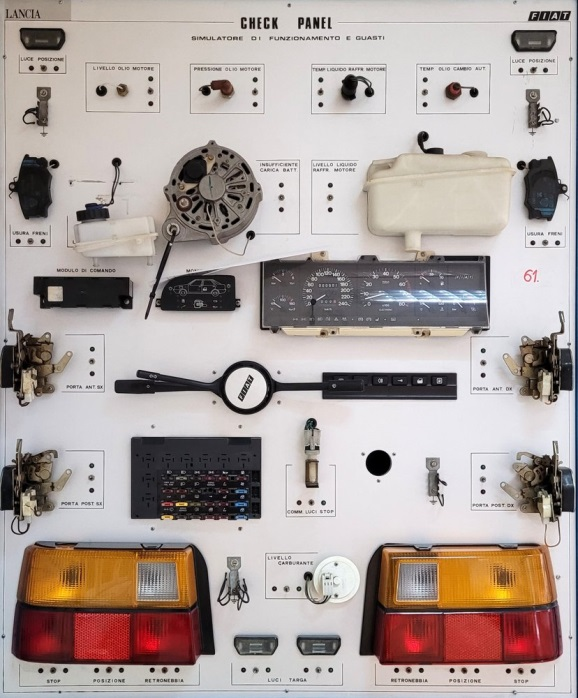 LANCIA
CHECK PANEL
FIAT
SIMULATORE DI FUNZIONAMENTO E GUASTI
LUCE POSIZIONE
LIVELLO OLIO MOTORE
PRESSIONE OLIO MOTORE
TEMP. LIQUIDO RAFFR. MOTORE
TEMP. OLIO CAMBIO AUT.
LUCE POSIZIONE
INSUFFICIENTE
CARICA BATT.
LIVELLO LIQUIDO
RAFFR. MOTORE
USURA FRENI
USURA FRENI
MODULO DI COMANDO
61.
PORTA ANT. SX
PORTA ANT. DX
FIAT
PORTA POST. SX
COMM. LUCI STOP
PORTA POST. DX
LIVELLO
CARBURANTE
STOP
POSIZIONE
RETRONEBBIA
LUCI TARGA
RETRONEBBIA
POSIZIONE
STOP